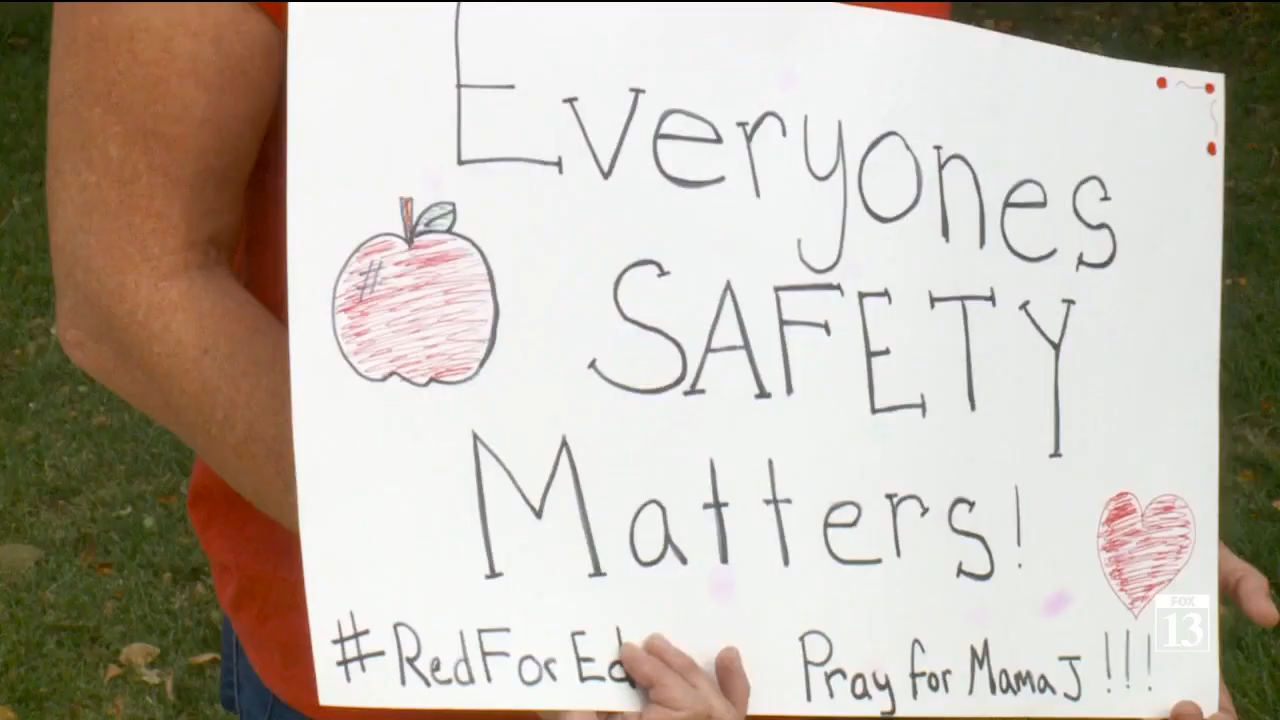 Everyones
SAFETY
Matters!
#RedForEd
Pray for Mama J !!!
#
FOX
13